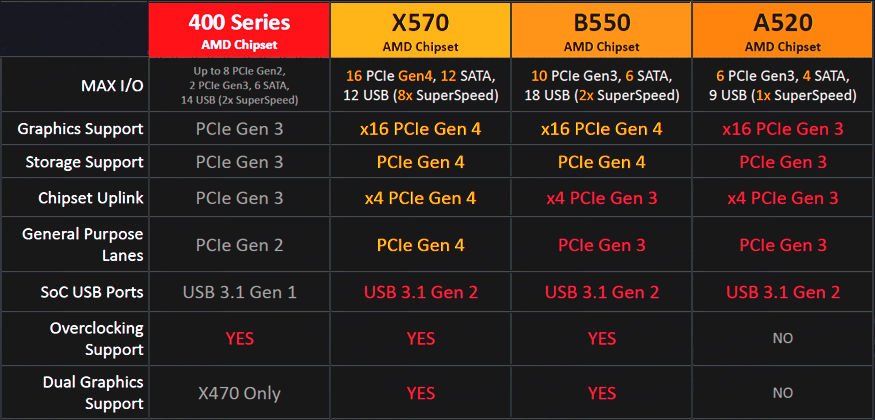 400 Series
AMD Chipset
X570
AMD Chipset
B550
AMD Chipset
A520
AMD Chipset
MAX I/O
Up to 8 PCIe Gen2,
2 PCIe Gen3, 6 SATA,
14 USB (2x SuperSpeed)
16 PCIe Gen4, 12 SATA,
12 USB (8x SuperSpeed)
10 PCIe Gen3, 6 SATA,
18 USB (2x SuperSpeed)
6 PCIe Gen3, 4 SATA,
9 USB (1x SuperSpeed)
Graphics Support
PCIe Gen 3
x16 PCIe Gen 4
x16 PCIe Gen 4
x16 PCIe Gen 3
Storage Support
PCIe Gen 3
PCIe Gen 4
PCIe Gen 4
PCIe Gen 3
Chipset Uplink
PCIe Gen 3
x4 PCIe Gen 4
x4 PCIe Gen 3
x4 PCIe Gen 3
General Purpose
Lanes
PCIe Gen 2
PCIe Gen 4
PCIe Gen 3
PCIe Gen 3
SoC USB Ports
USB 3.1 Gen 1
USB 3.1 Gen 2
USB 3.1 Gen 2
USB 3.1 Gen 2
Overclocking
Support
YES
YES
YES
NO
Dual Graphics
Support
X470 Only
YES
YES
NO